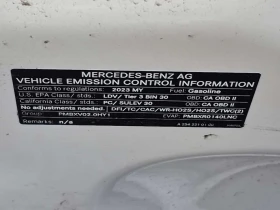 MERCEDES-BENZ AG
VEHICLE EMISSION CONTROL INFORMATION
Conforms to regulations: 2023 MY Fuel: Gasoline
U.S. EPA Class/stds. LDV/ Tier 3 BIN 30 OBD: CA OBD II
California Class/stds. PC/ SULEV 30 OBD: CA OBD II
No adjustments needed. DFI/TC/CAC/WR-HO2S/HO2S/TWC(2)
Group: PMBXV02.0HY1 EVAP: PMBXR0140LNC
Remarks: n/a